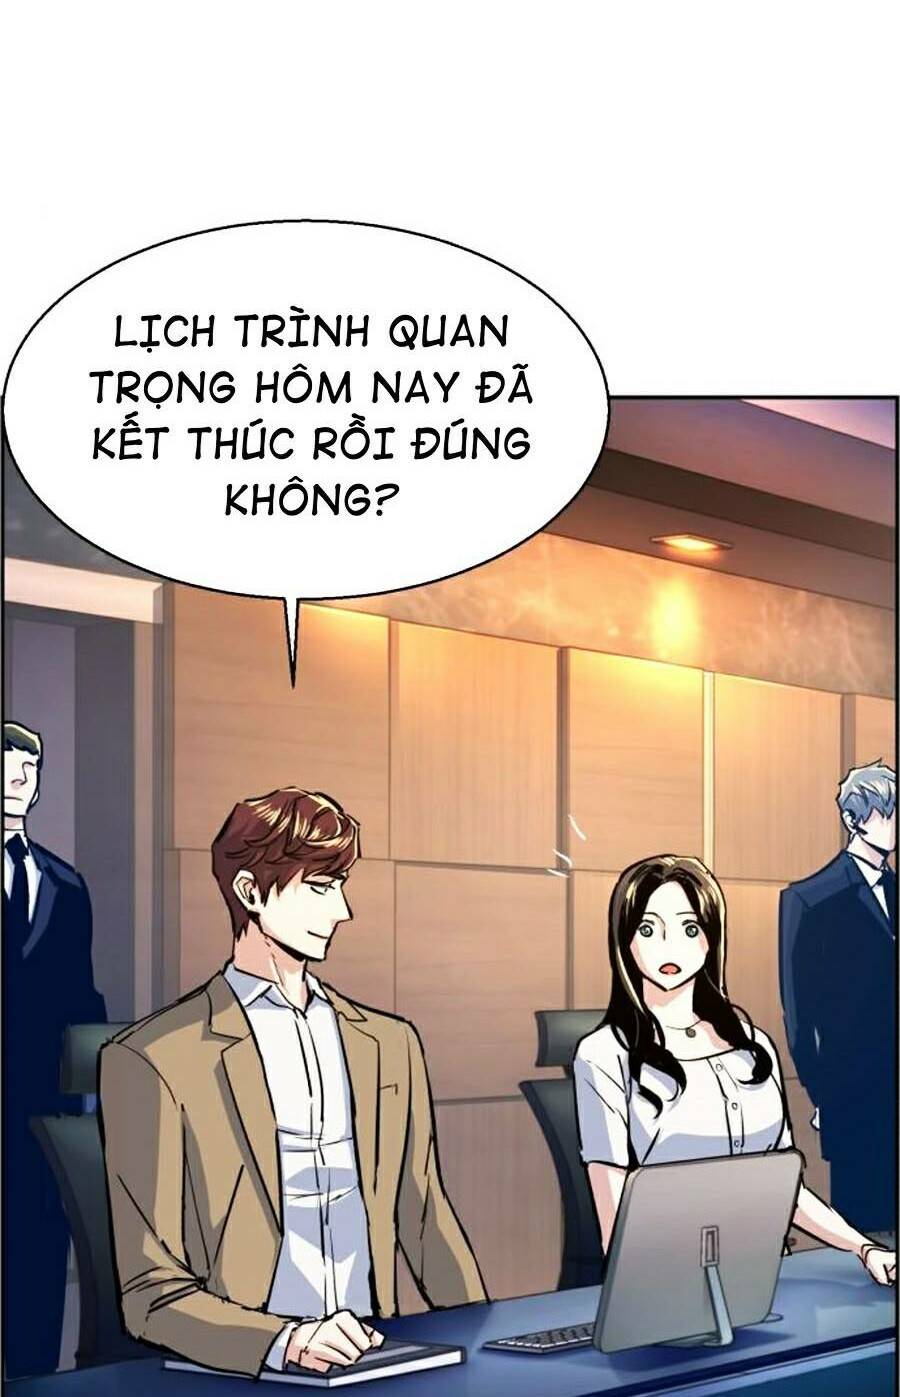 LỊCH TRÌNH QUAN
TRỌNG HÔM NAY ĐÃ
KẾT THÚC RỒI ĐÚNG
KHÔNG?